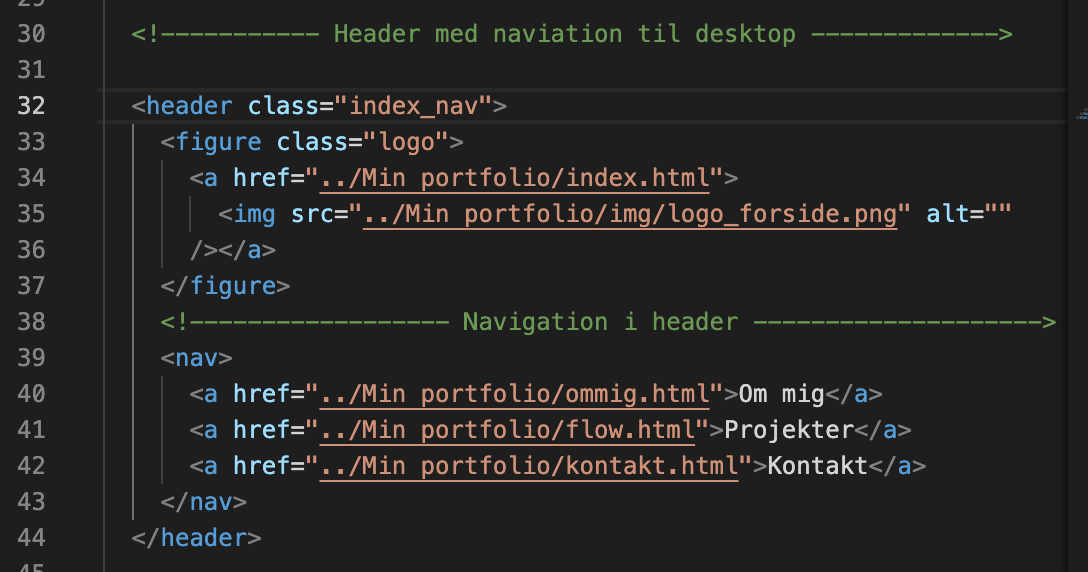 30 <!----------- Header med naviation til desktop ------------->
31
32 <header class="index_nav">
33 <figure class="logo">
34 <a href="../Min portfolio/index.html">
35 <img src="../Min portfolio/img/logo_forside.png" alt=""
36 /></a>
37 </figure>
38 <!------------------ Navigation i header -------------------->
39 <nav>
40 <a href="../Min portfolio/ommig.html">Om mig</a>
41 <a href="../Min portfolio/flow.html">Projekter</a>
42 <a href="../Min portfolio/kontakt.html">Kontakt</a>
43 </nav>
44 </header>